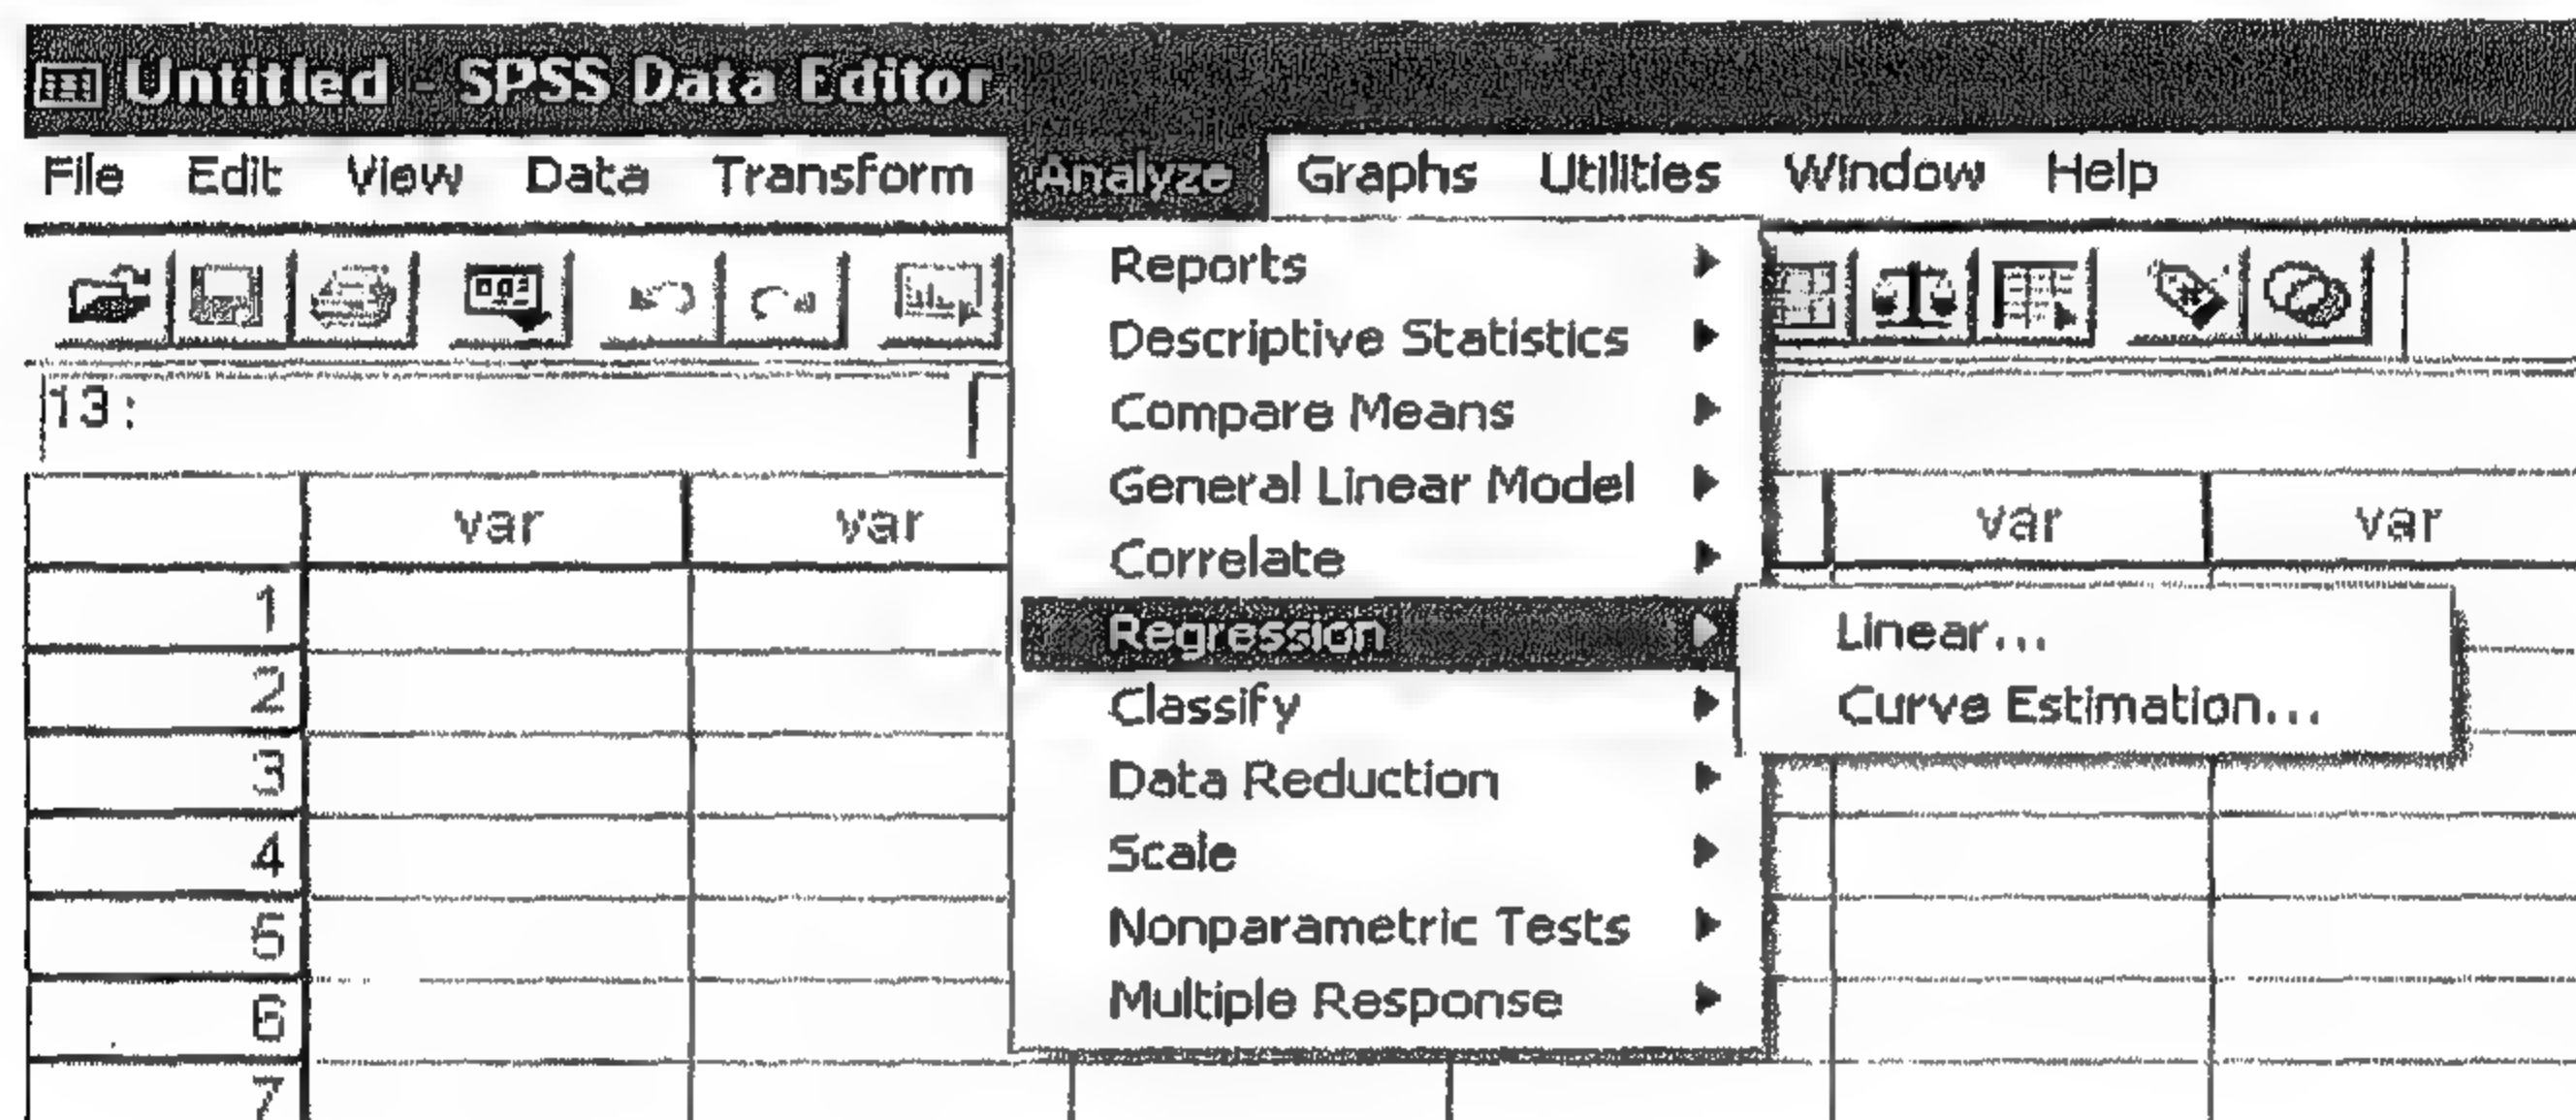 Untitled - SPSS Data Editor
File Edit View Data Transform Analyze Graphs Utilities Window Help
Reports
Descriptive Statistics
13:
Compare Means
General Linear Model
var var var var
Correlate
1
Regression
Linear...
2
Classify
Curve Estimation...
3
Data Reduction
4
Scale
5
Nonparametric Tests
6
Multiple Response
7